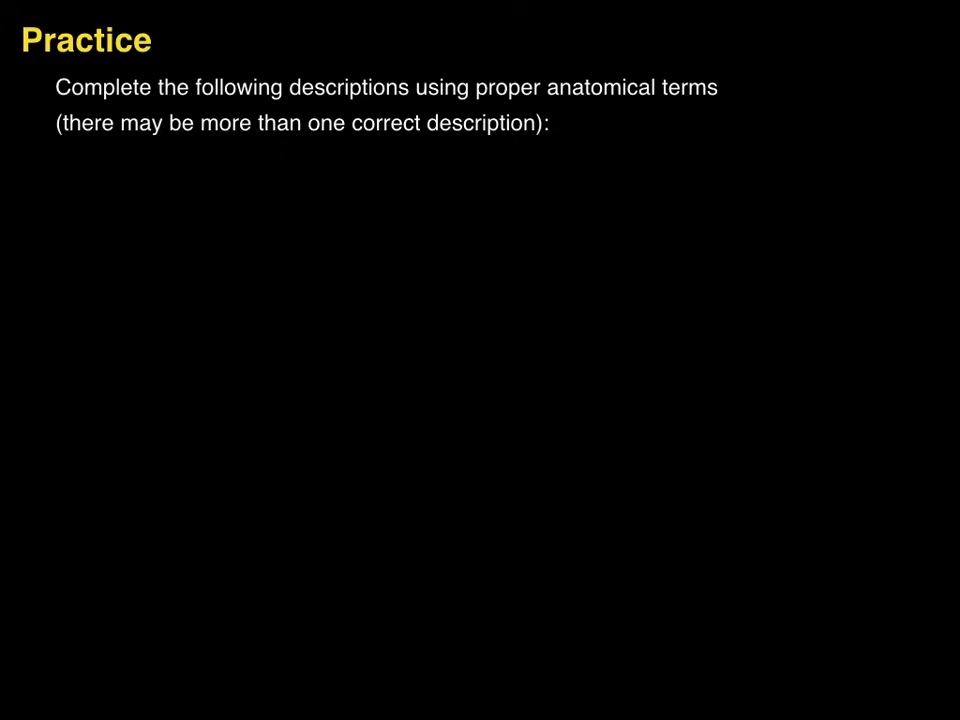 Practice
Complete the following descriptions using proper anatomical terms
(there may be more than one correct description):